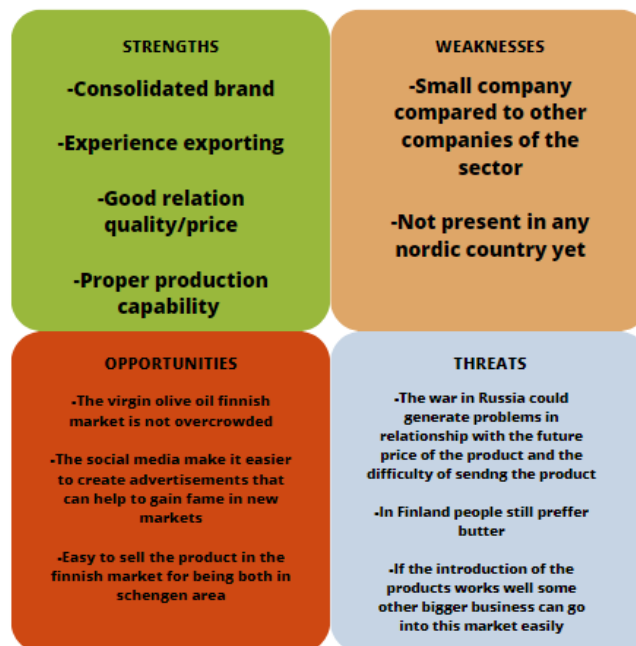 STRENGTHS
-Consolidated brand
-Experience exporting
-Good relation
quality/price
-Proper production
capability
WEAKNESSES
-Small company
compared to other
companies of the
sector
-Not present in any
nordic country yet
OPPORTUNITIES
-The virgin olive oil finnish
market is not overcrowded
-The social media make it easier
to create advertisements that
can help to gain fame in new
markets
-Easy to sell the product in the
finnish market for being both in
schengen area
THREATS
-The war in Russia could
generate problems in
relationship with the future
price of the product and the
difficulty of sendng the product
-In Finland people still preffer
butter
-If the introduction of the
products works well some
other bigger business can go
into this market easily